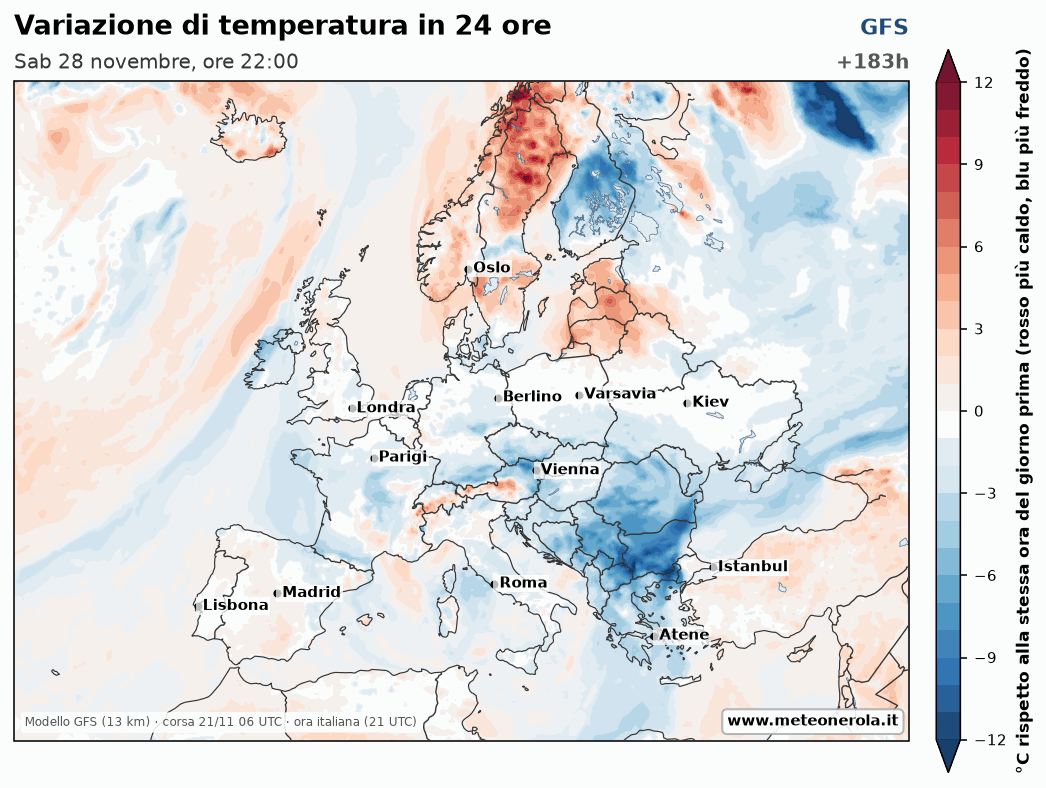 Variazione di temperatura in 24 ore
GFS
Sab 28 novembre, ore 22:00
+183h
Oslo
Berlino
Varsavia
Kiev
Londra
Parigi
Vienna
Istanbul
Roma
Madrid
Lisbona
Atene
Modello GFS (13 km) · corsa 21/11 06 UTC · ora italiana (21 UTC)
www.meteonerola.it
12
9
6
3
0
−3
−6
−9
−12
°C rispetto alla stessa ora del giorno prima (rosso più caldo, blu più freddo)